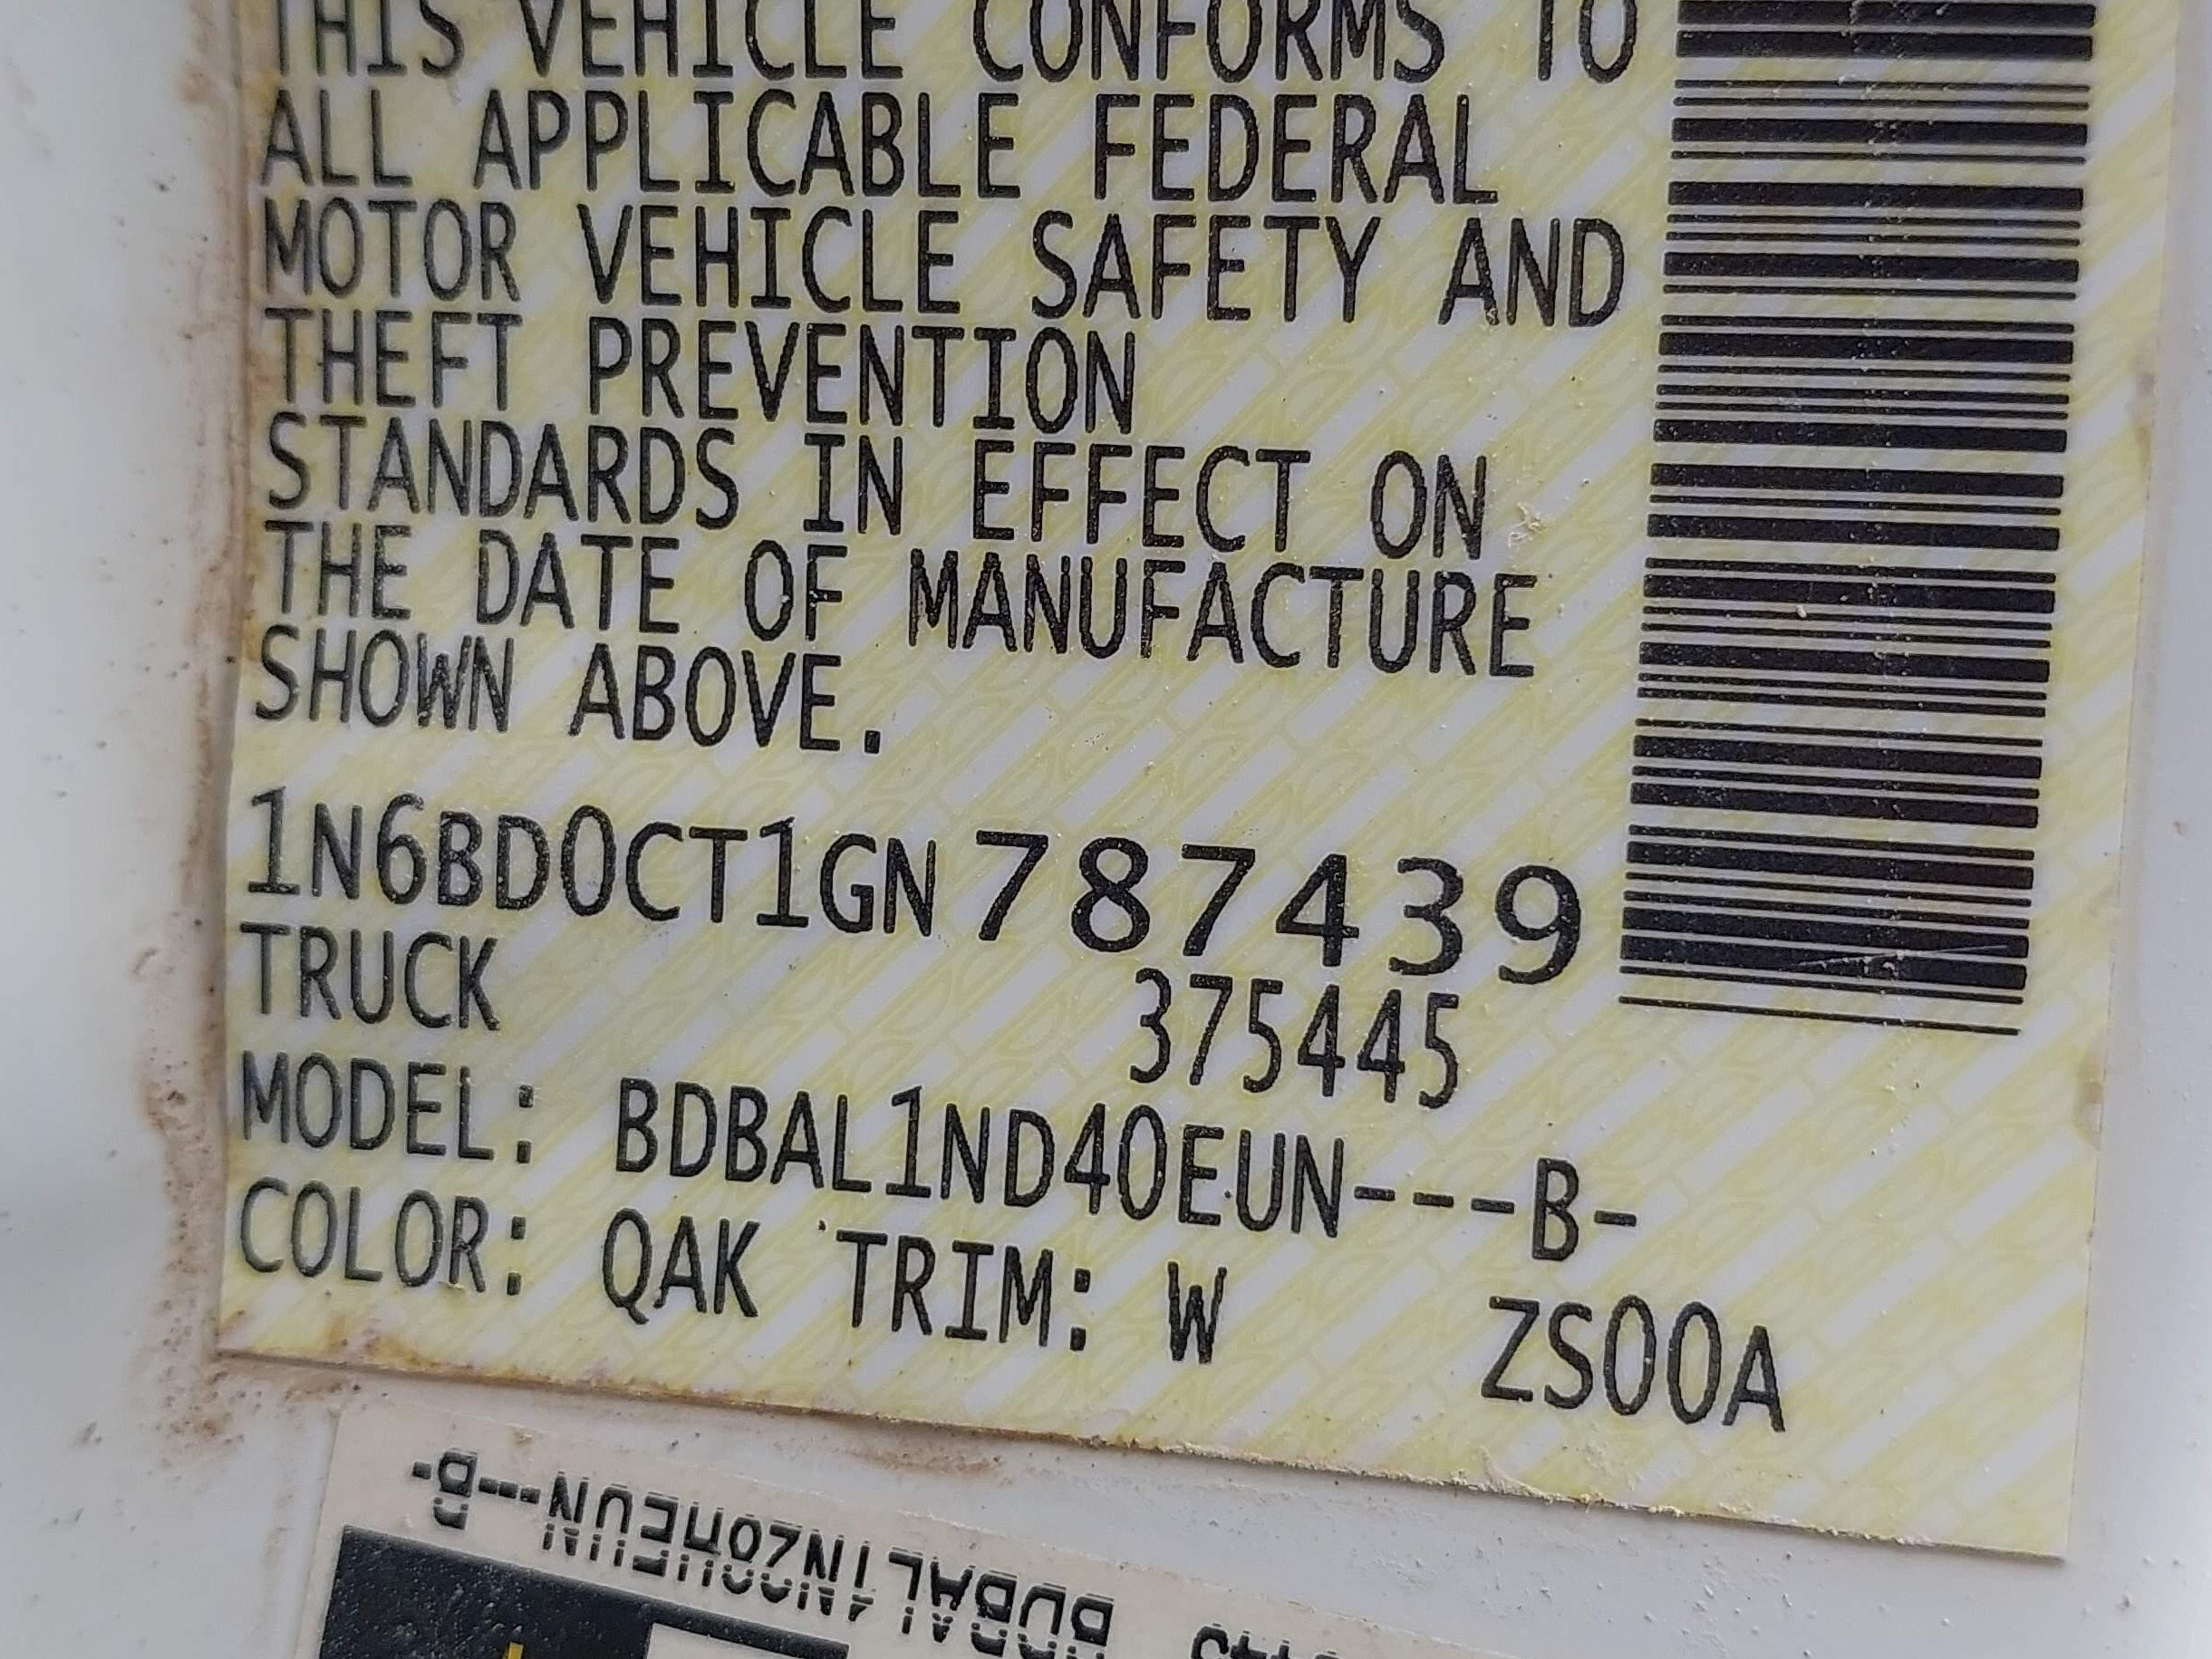 THIS VEHICLE CONFORMS TO
ALL APPLICABLE FEDERAL
MOTOR VEHICLE SAFETY AND
THEFT PREVENTION
STANDARDS IN EFFECT ON
THE DATE OF MANUFACTURE
SHOWN ABOVE.
1N6BD0CT1GN787439
TRUCK 375445
MODEL: BDBAL1ND40EUN---B-
COLOR: QAK TRIM: W ZS00A